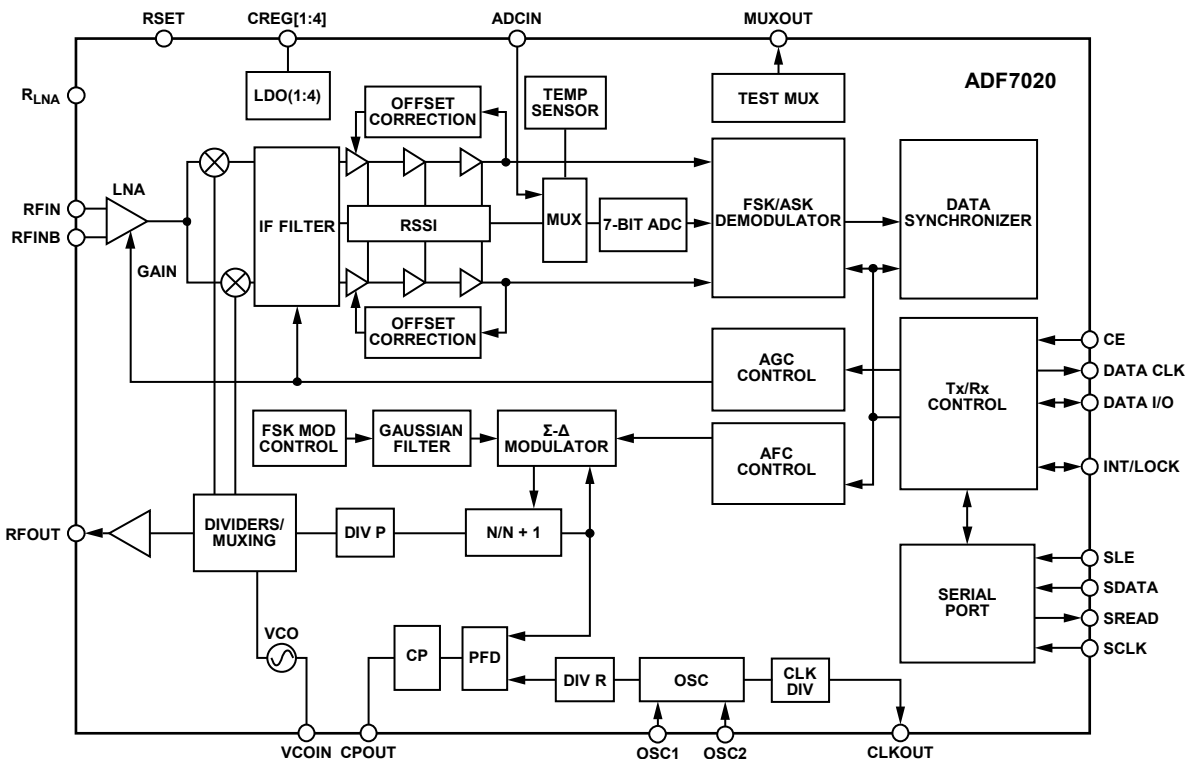 RSET
CREG[1:4]
ADCIN
MUXOUT
ADF7020
RLNA
LDO(1:4)
OFFSET
CORRECTION
TEMP
SENSOR
TEST MUX
LNA
RFIN
RFINB
GAIN
IF FILTER
RSSI
MUX
7-BIT ADC
FSK/ASK
DEMODULATOR
DATA
SYNCHRONIZER
OFFSET
CORRECTION
AGC
CONTROL
Tx/Rx
CONTROL
CE
DATA CLK
DATA I/O
INT/LOCK
FSK MOD
CONTROL
GAUSSIAN
FILTER
Σ-Δ
MODULATOR
AFC
CONTROL
RFOUT
DIVIDERS/
MUXING
DIV P
N/N + 1
SERIAL
PORT
SLE
SDATA
SREAD
SCLK
VCO
CP
PFD
DIV R
OSC
CLK
DIV
VCOIN
CPOUT
OSC1
OSC2
CLKOUT